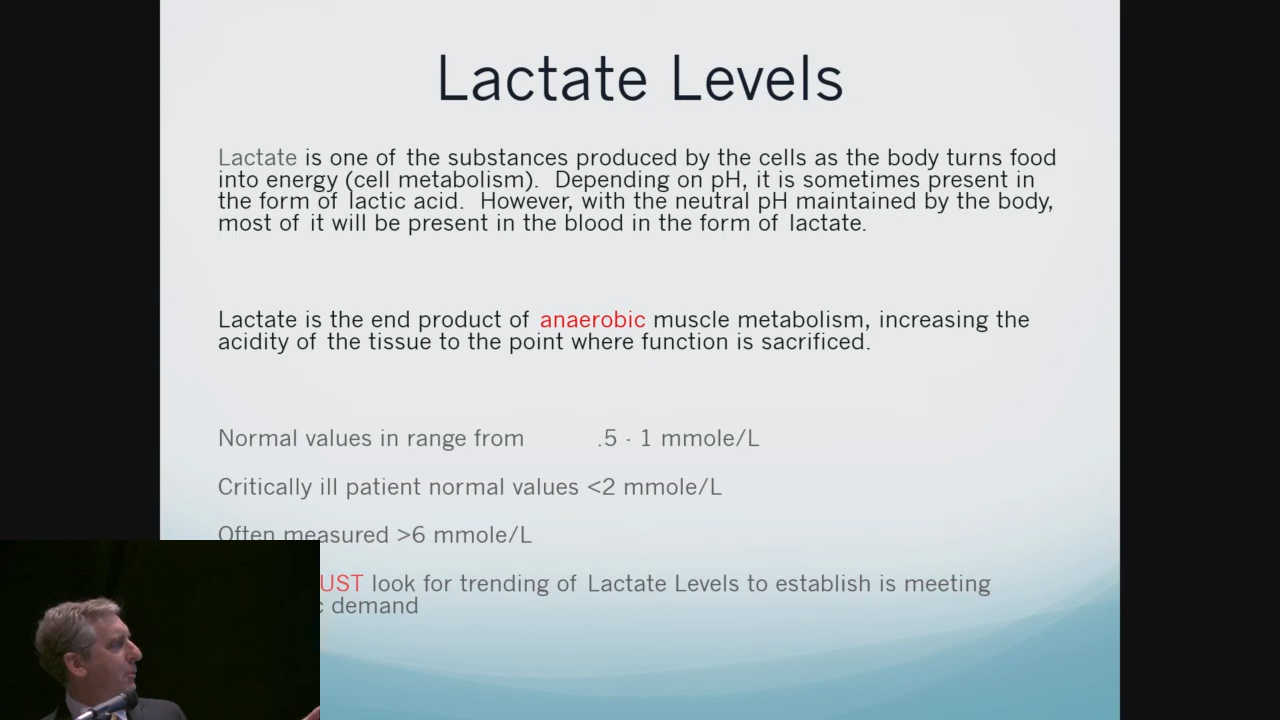 Lactate Levels
Lactate is one of the substances produced by the cells as the body turns food
into energy (cell metabolism). Depending on pH, it is sometimes present in
the form of lactic acid. However, with the neutral pH maintained by the body,
most of it will be present in the blood in the form of lactate.
Lactate is the end product of anaerobic muscle metabolism, increasing the
acidity of the tissue to the point where function is sacrificed.
Normal values in range from .5 - 1 mmole/L
Critically ill patient normal values <2 mmole/L
Often measured >6 mmole/L
look for trending of Lactate Levels to establish is meeting
demand